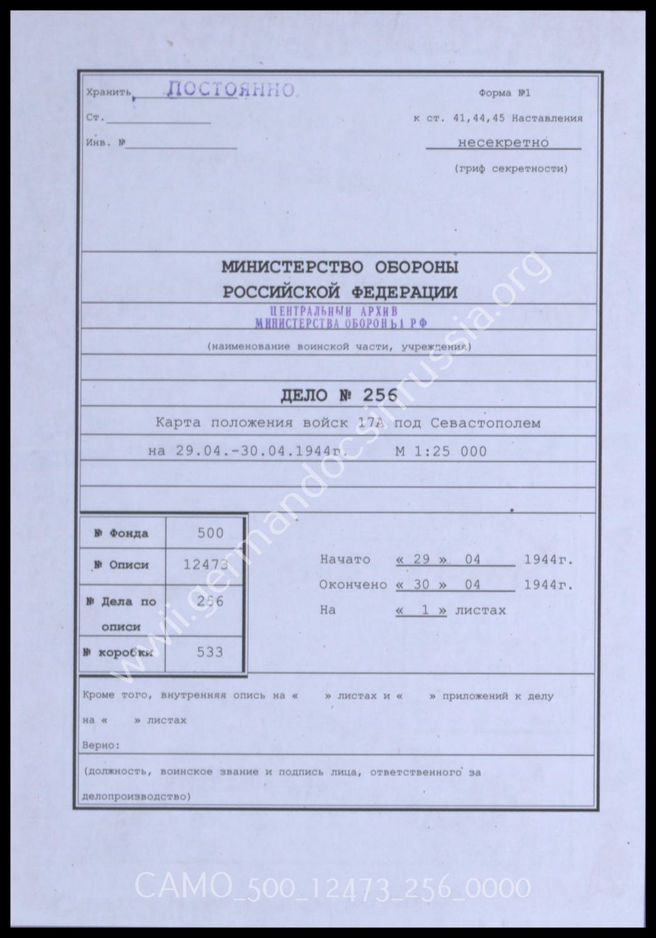 Хранить ПОСТОЯННО
Форма №1
Ст.
к ст. 41,44,45 Наставления
Инв. №
несекретно
(гриф секретности)
МИНИСТЕРСТВО ОБОРОНЫ
РОССИЙСКОЙ ФЕДЕРАЦИИ
ЦЕНТРАЛЬНЫЙ АРХИВ
МИНИСТЕРСТВА ОБОРОНЫ РФ
(наименование воинской части, учреждения)
ДЕЛО № 256
Карта положения войск 17А под Севастополем
на 29.04.-30.04.1944г. М 1:25 000
№ Фонда 500
№ Описи 12473
№ Дела по описи 256
№ коробки 533
Начато « 29 » 04 1944г.
Окончено « 30 » 04 1944г.
На « 1 » листах
Кроме того, внутренняя опись на « » листах и « » приложений к делу
на « » листах
Верно:
(должность, воинское звание и подпись лица, ответственного за
делопроизводство)
www.ii.germandocsinrussia.org
CAMO_500_12473_256_0000